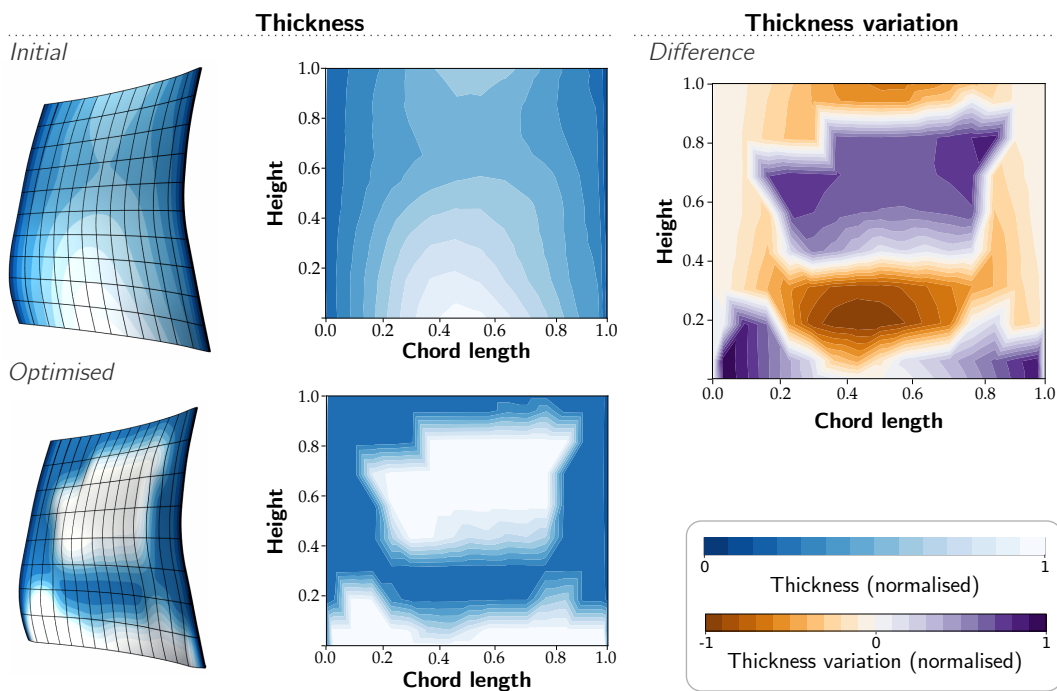 Thickness
Thickness variation
Initial
Difference
1.0
0.8
0.6
0.4
0.2
Height
0.0
0.2
0.4
0.6
0.8
1.0
Chord length
1.0
0.8
0.6
0.4
0.2
Height
0.0
0.2
0.4
0.6
0.8
1.0
Chord length
Optimised
1.0
0.8
0.6
0.4
0.2
Height
0.0
0.2
0.4
0.6
0.8
1.0
Chord length
0
1
Thickness (normalised)
-1
0
1
Thickness variation (normalised)